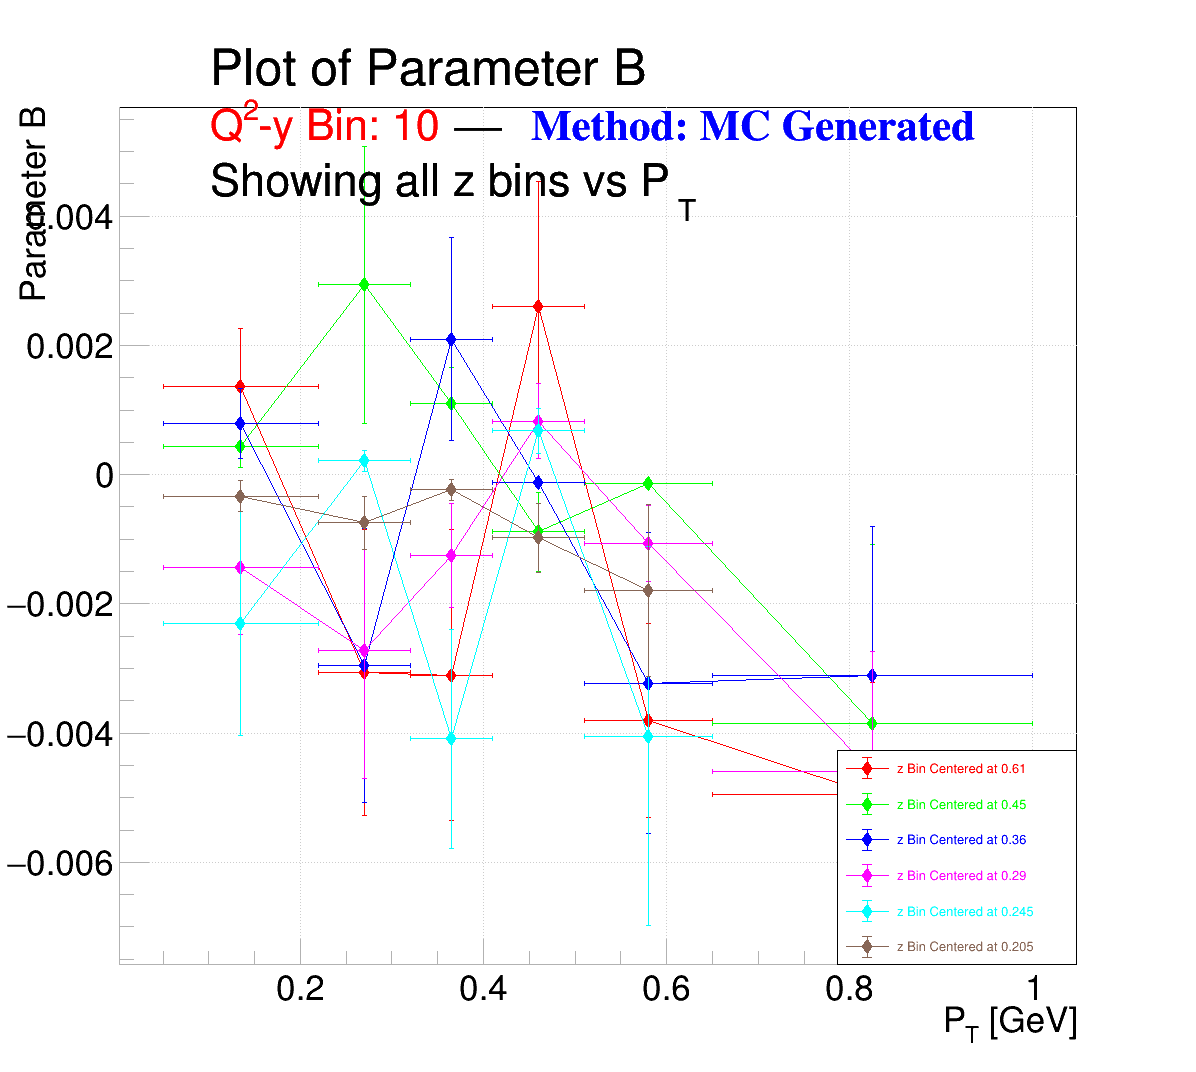 Plot of Parameter B
Q²-y Bin: 10 — Method: MC Generated
Showing all z bins vs P_T
Parameter B
0.004
0.002
0
−0.002
−0.004
−0.006
z Bin Centered at 0.61
z Bin Centered at 0.45
z Bin Centered at 0.36
z Bin Centered at 0.29
z Bin Centered at 0.245
z Bin Centered at 0.205
0.2 0.4 0.6 0.8 1
P_T [GeV]